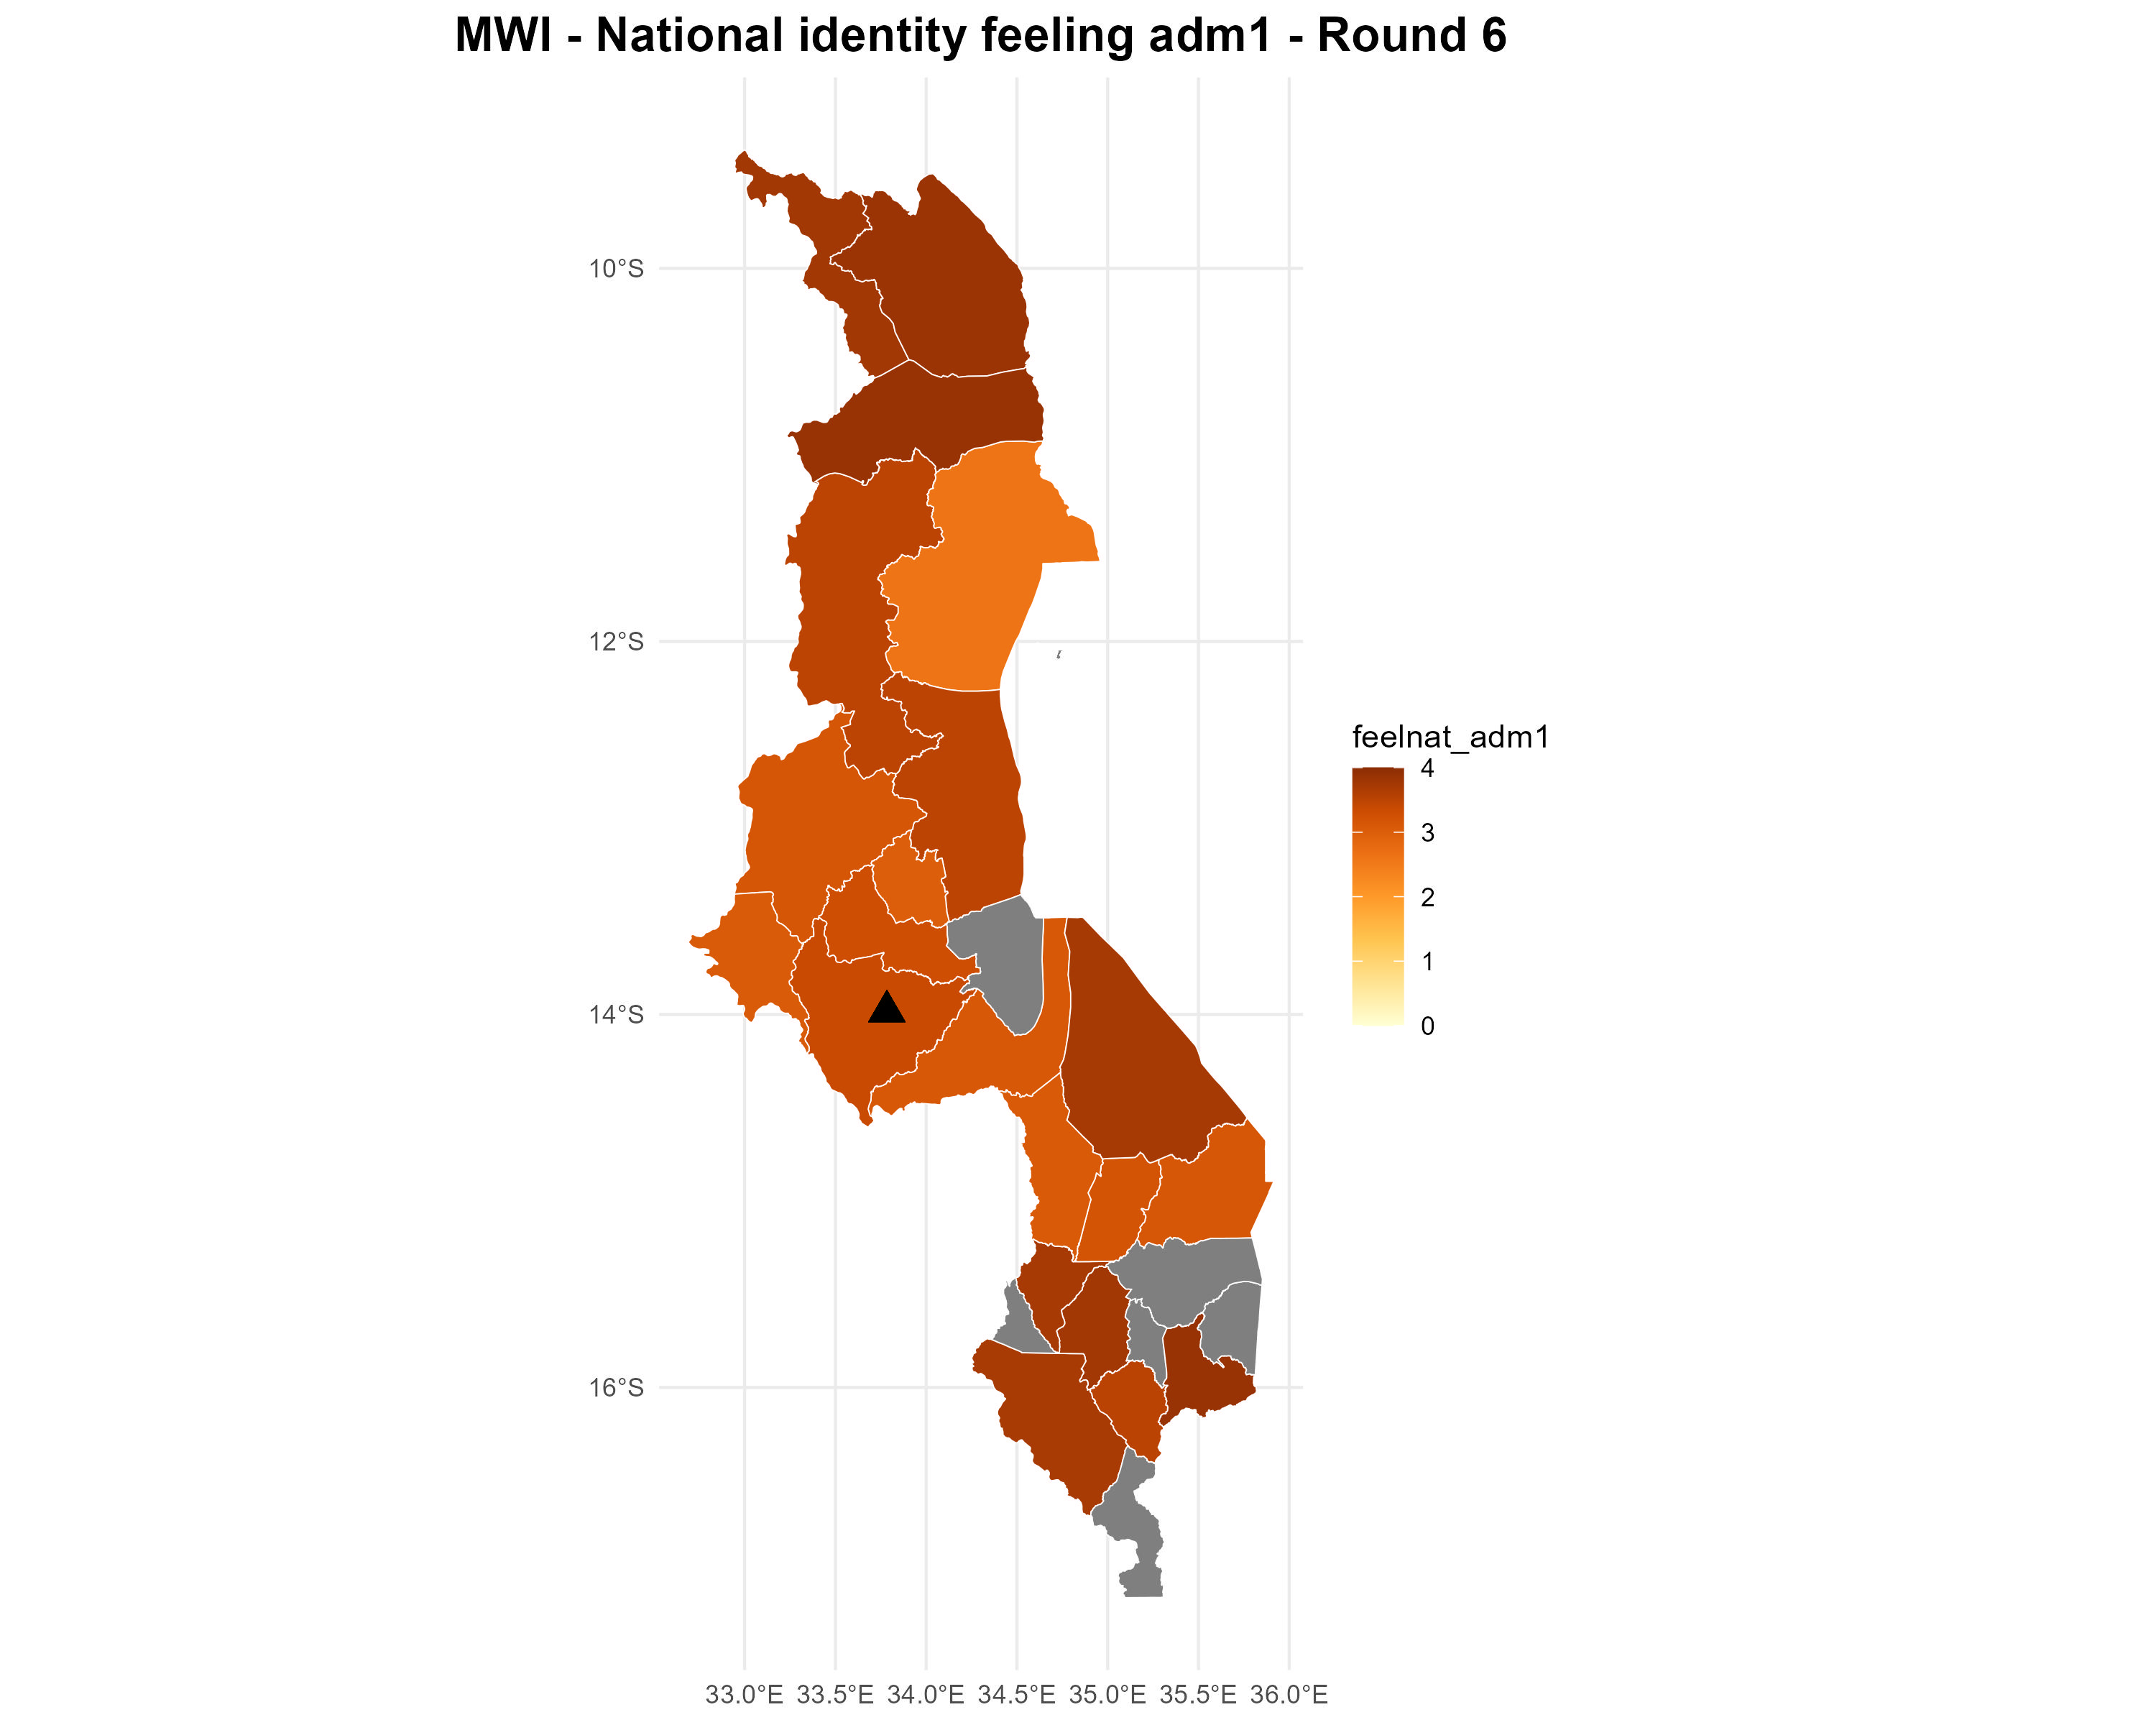 MWI - National identity feeling adm1 - Round 6
10°S
12°S
14°S
16°S
33.0°E 33.5°E 34.0°E 34.5°E 35.0°E 35.5°E 36.0°E
feelnat_adm1
4
3
2
1
0